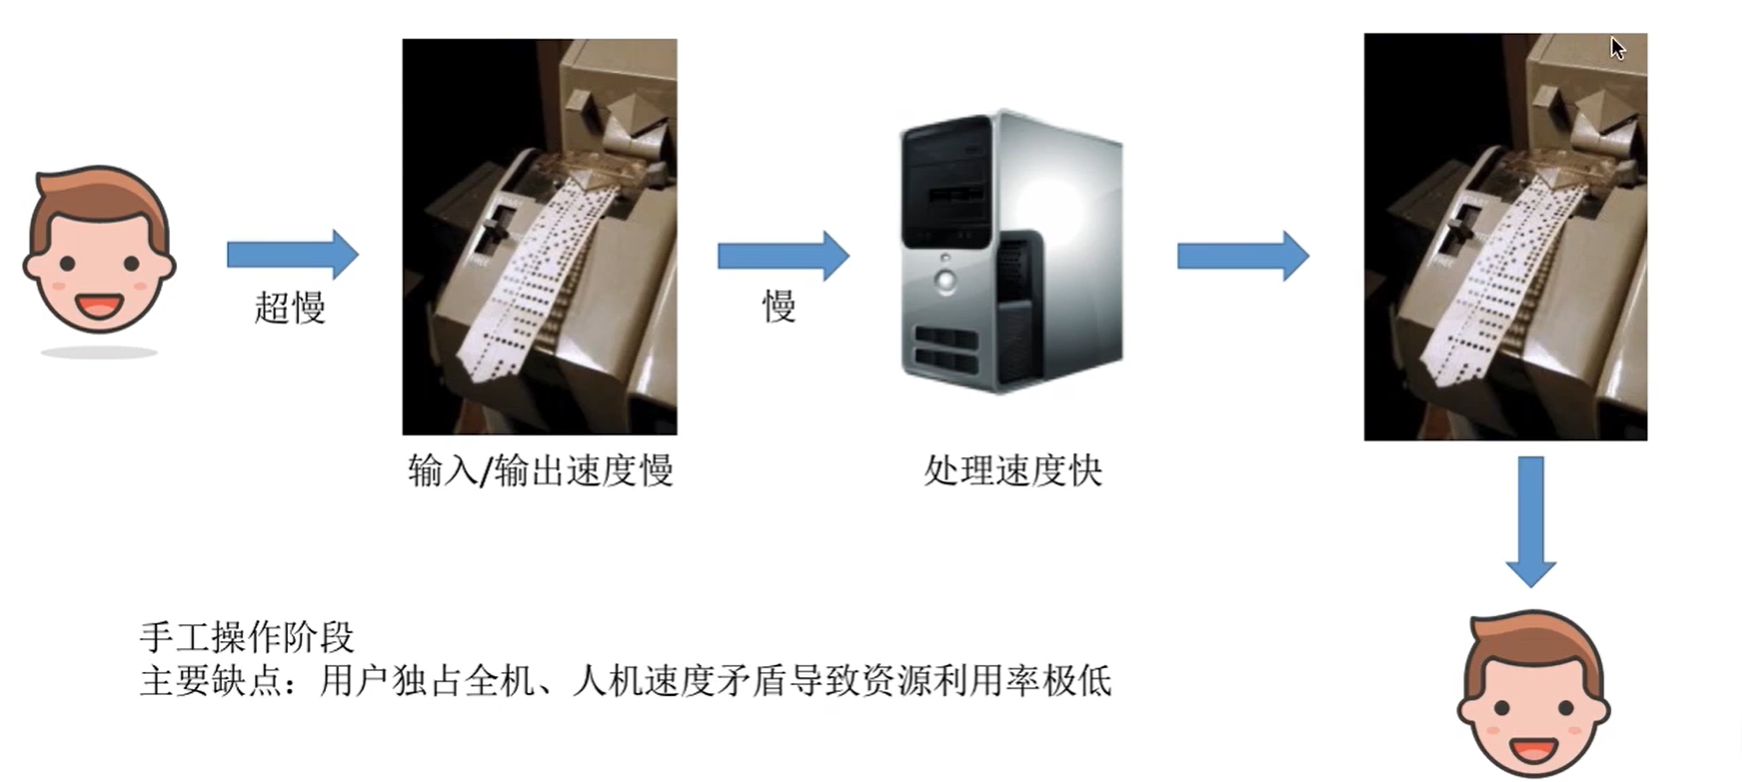 超慢
慢
输入/输出速度慢
处理速度快
手工操作阶段
主要缺点：用户独占全机、人机速度矛盾导致资源利用率极低